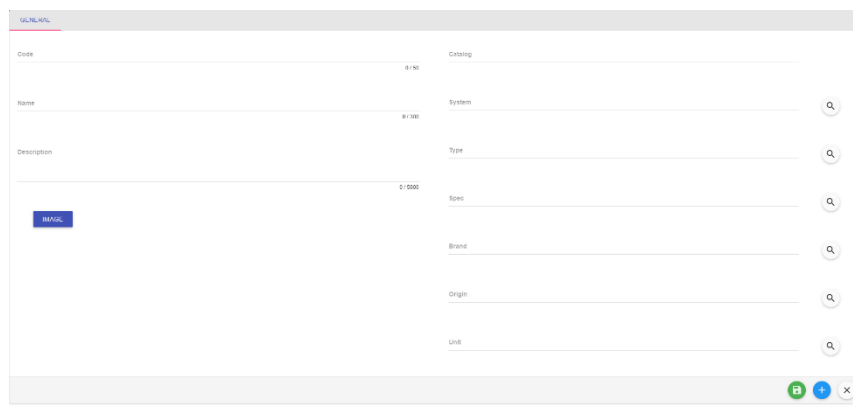 GENERAL
Code
0 / 50
Name
0 / 300
Description
0 / 5000
IMAGE
Catalog
System
Type
Spec
Brand
Origin
Unit